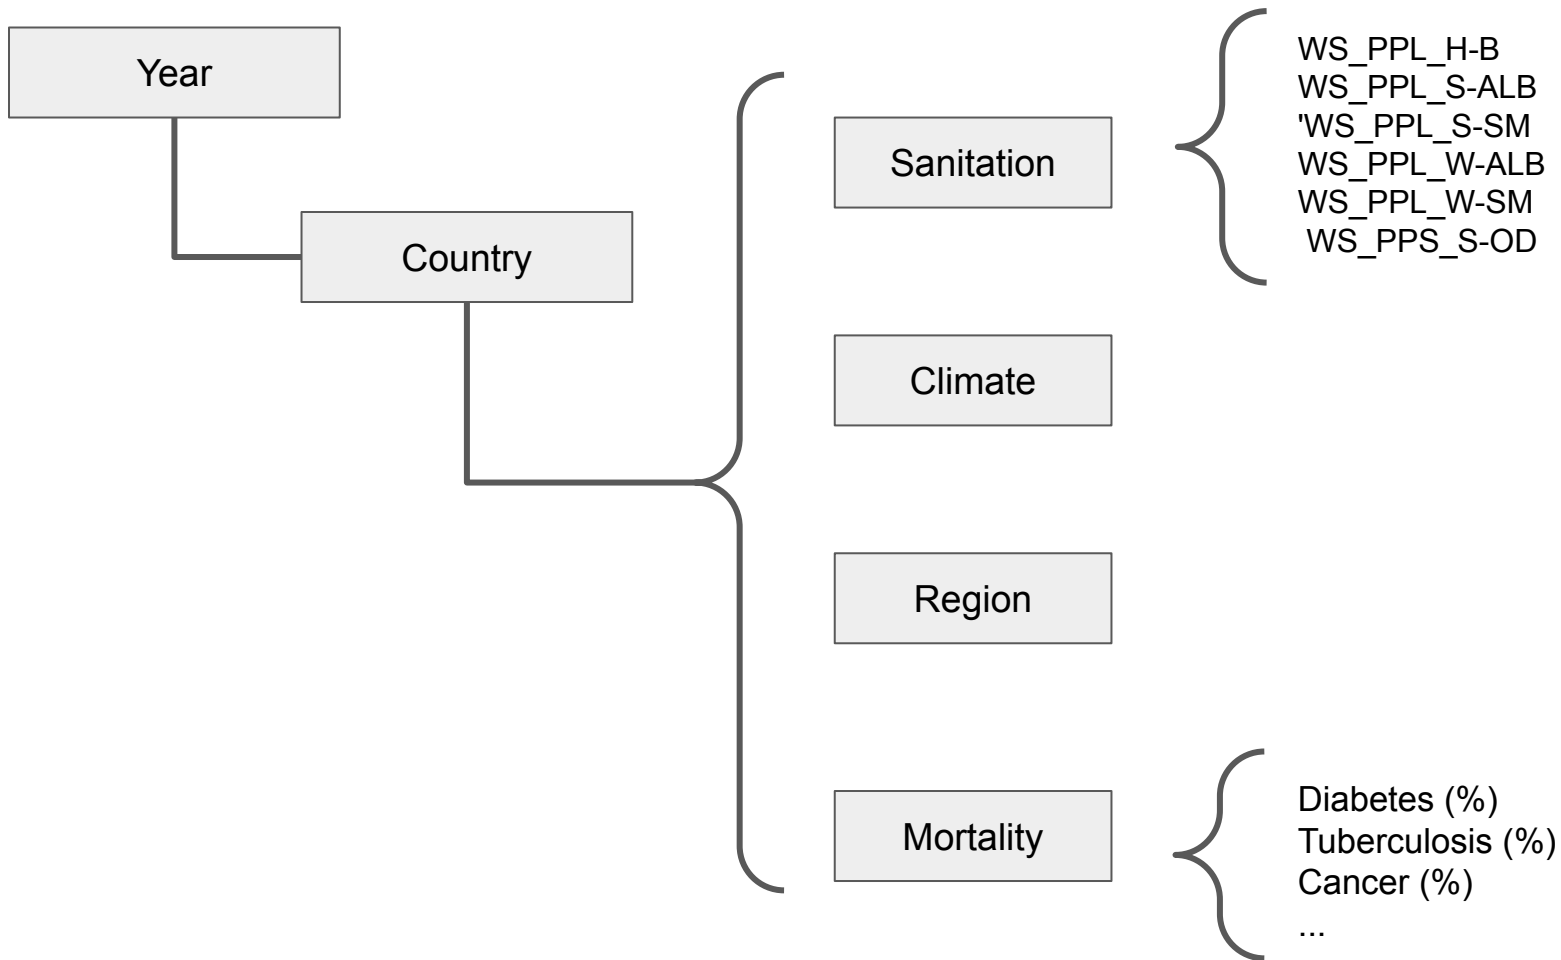 Year
Country
Sanitation
WS_PPL_H-B
WS_PPL_S-ALB
'WS_PPL_S-SM
WS_PPL_W-ALB
WS_PPL_W-SM
WS_PPS_S-OD
Climate
Region
Mortality
Diabetes (%)
Tuberculosis (%)
Cancer (%)
...